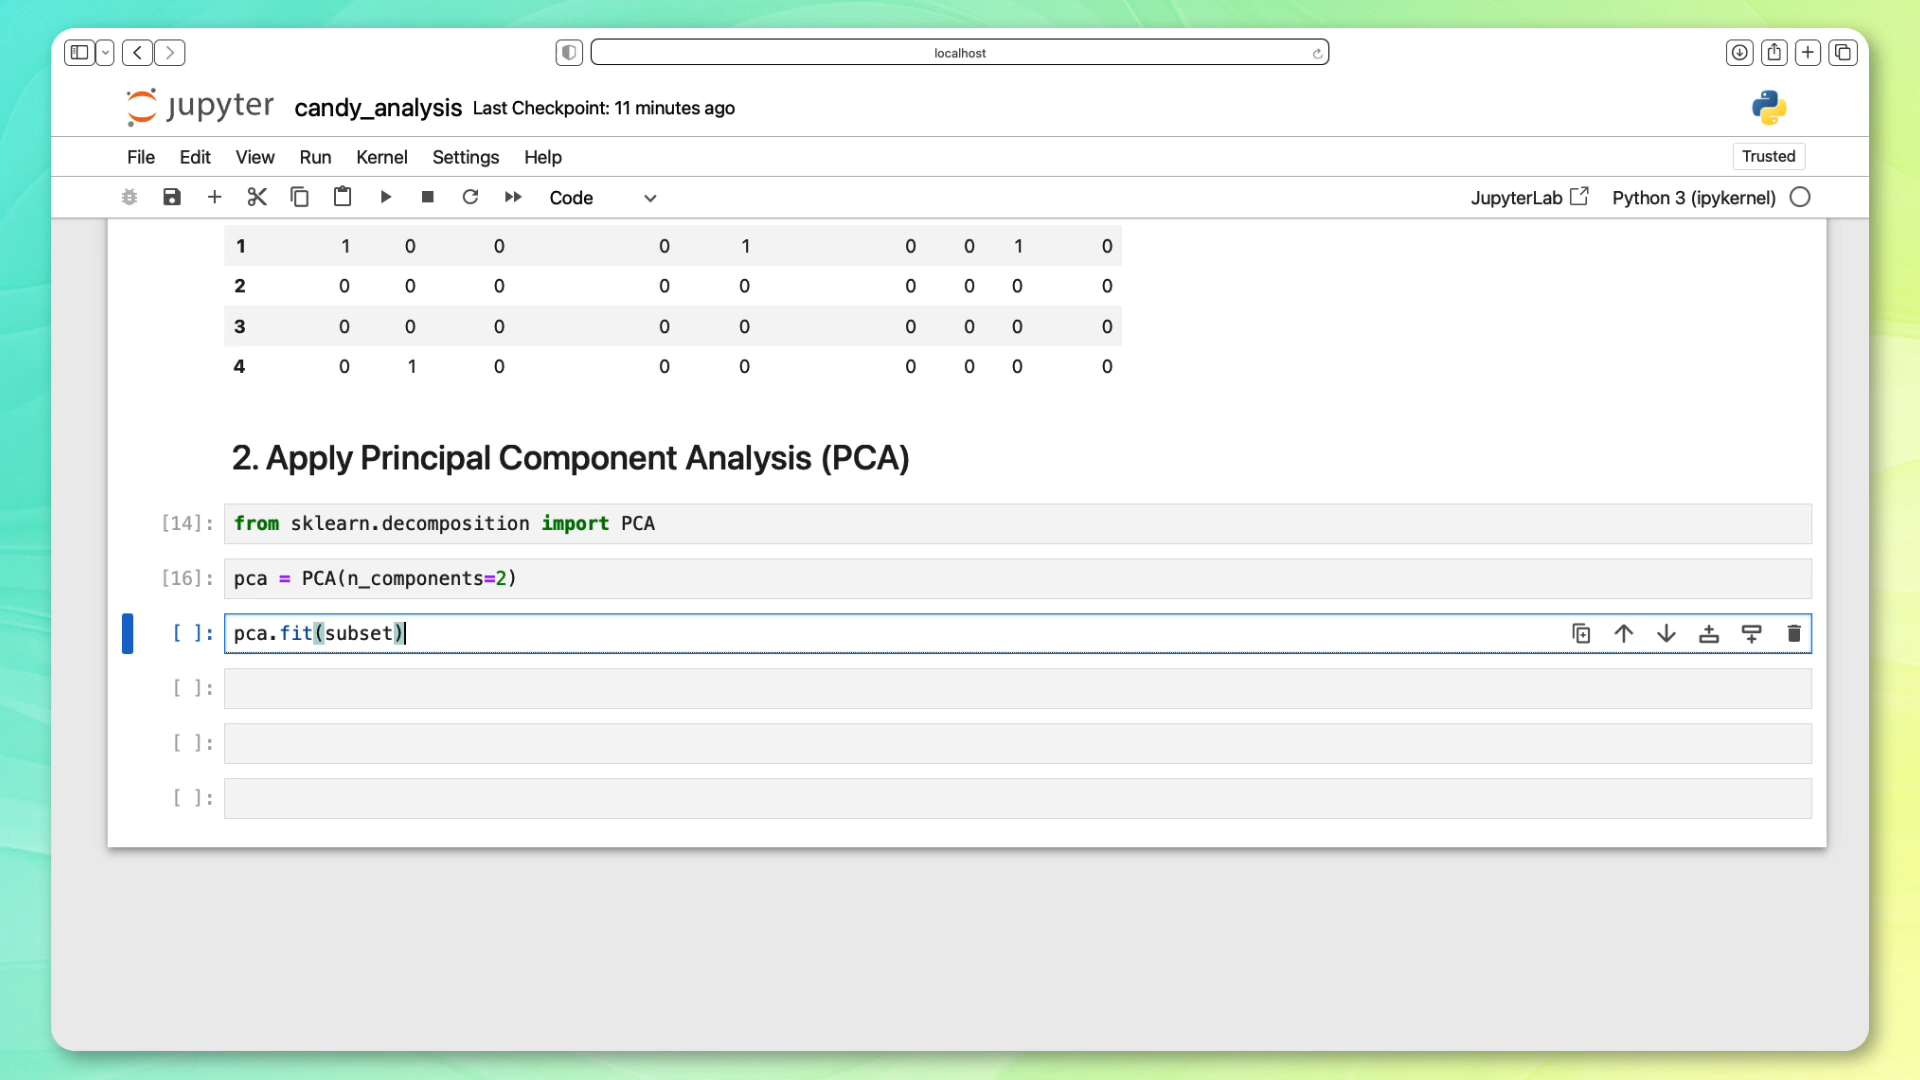 localhost
jupyter candy_analysis Last Checkpoint: 11 minutes ago
File Edit View Run Kernel Settings Help Trusted
Code JupyterLab Python 3 (ipykernel)
1 1 0 0 0 1 0 0 1 0
2 0 0 0 0 0 0 0 0 0
3 0 0 0 0 0 0 0 0 0
4 0 1 0 0 0 0 0 0 0
2. Apply Principal Component Analysis (PCA)
[14]: from sklearn.decomposition import PCA
[16]: pca = PCA(n_components=2)
[ ]: pca.fit(subset)
[ ]:
[ ]:
[ ]: